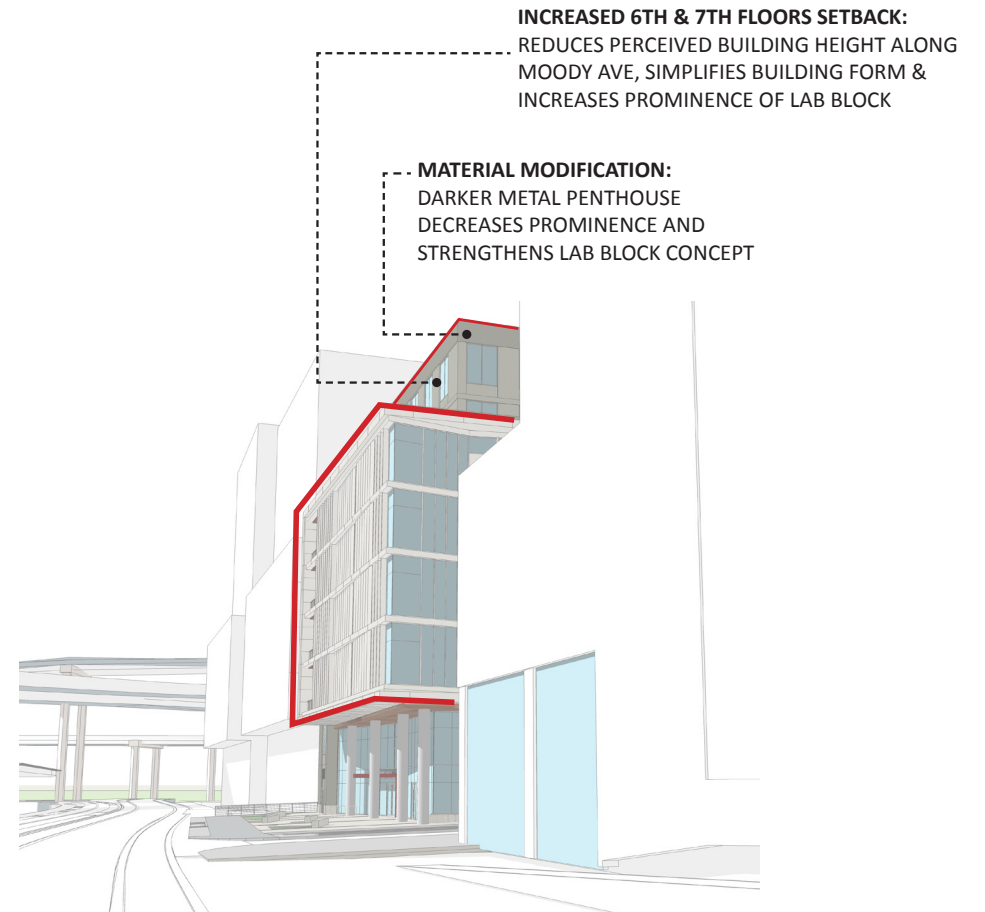 INCREASED 6TH & 7TH FLOORS SETBACK:
REDUCES PERCEIVED BUILDING HEIGHT ALONG
MOODY AVE, SIMPLIFIES BUILDING FORM &
INCREASES PROMINENCE OF LAB BLOCK
MATERIAL MODIFICATION:
DARKER METAL PENTHOUSE
DECREASES PROMINENCE AND
STRENGTHENS LAB BLOCK CONCEPT